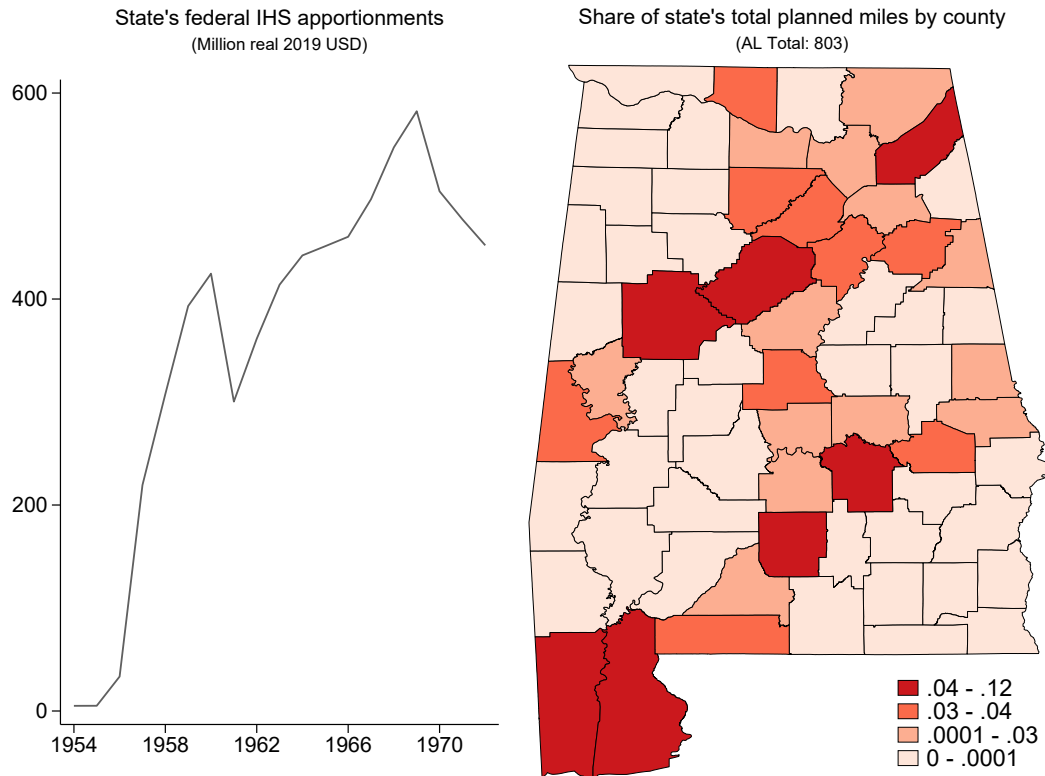 State's federal IHS apportionments
(Million real 2019 USD)
600
400
200
0
1954
1958
1962
1966
1970
Share of state's total planned miles by county
(AL Total: 803)
.04 - .12
.03 - .04
.0001 - .03
0 - .0001